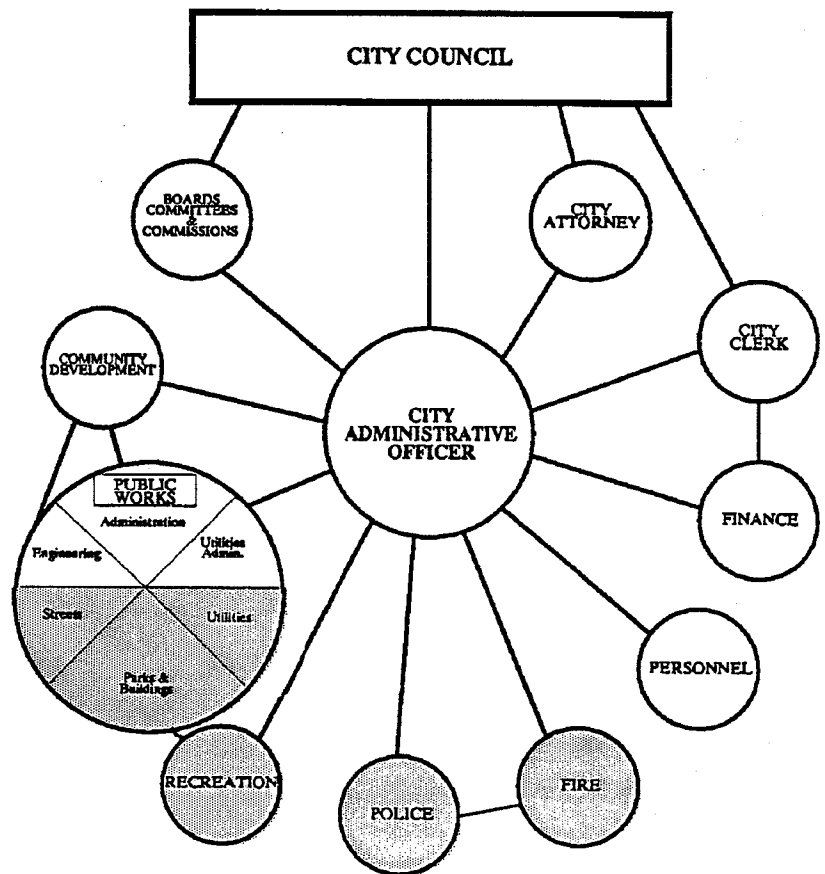 CITY COUNCIL
BOARDS
COMMITTEES
&
COMMISSIONS
CITY
ATTORNEY
CITY
CLERK
COMMUNITY
DEVELOPMENT
CITY
ADMINISTRATIVE
OFFICER
PUBLIC
WORKS
Administration
Engineering
Utilities
Admin.
Streets
Utilities
Parks &
Buildings
FINANCE
PERSONNEL
RECREATION
POLICE
FIRE